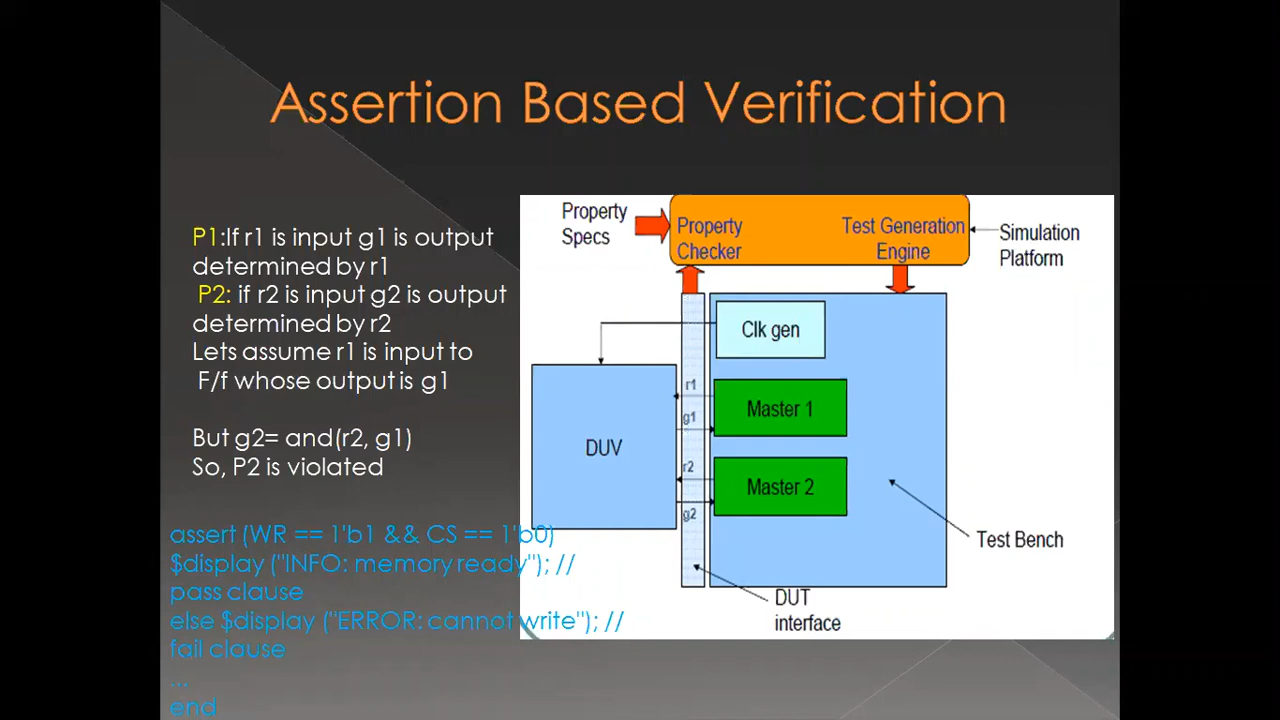 Assertion Based Verification
P1:If r1 is input g1 is output
determined by r1
P2: if r2 is input g2 is output
determined by r2
Lets assume r1 is input to
F/f whose output is g1
But g2= and(r2, g1)
So, P2 is violated
assert (WR == 1'b1 && CS == 1'b0)
$display ("INFO: memory ready"); //
pass clause
else $display ("ERROR: cannot write"); //
fail clause
...
end
Property
Specs
Property
Checker
Test Generation
Engine
Simulation
Platform
Clk gen
r1
g1
Master 1
DUV
r2
g2
Master 2
Test Bench
DUT
interface